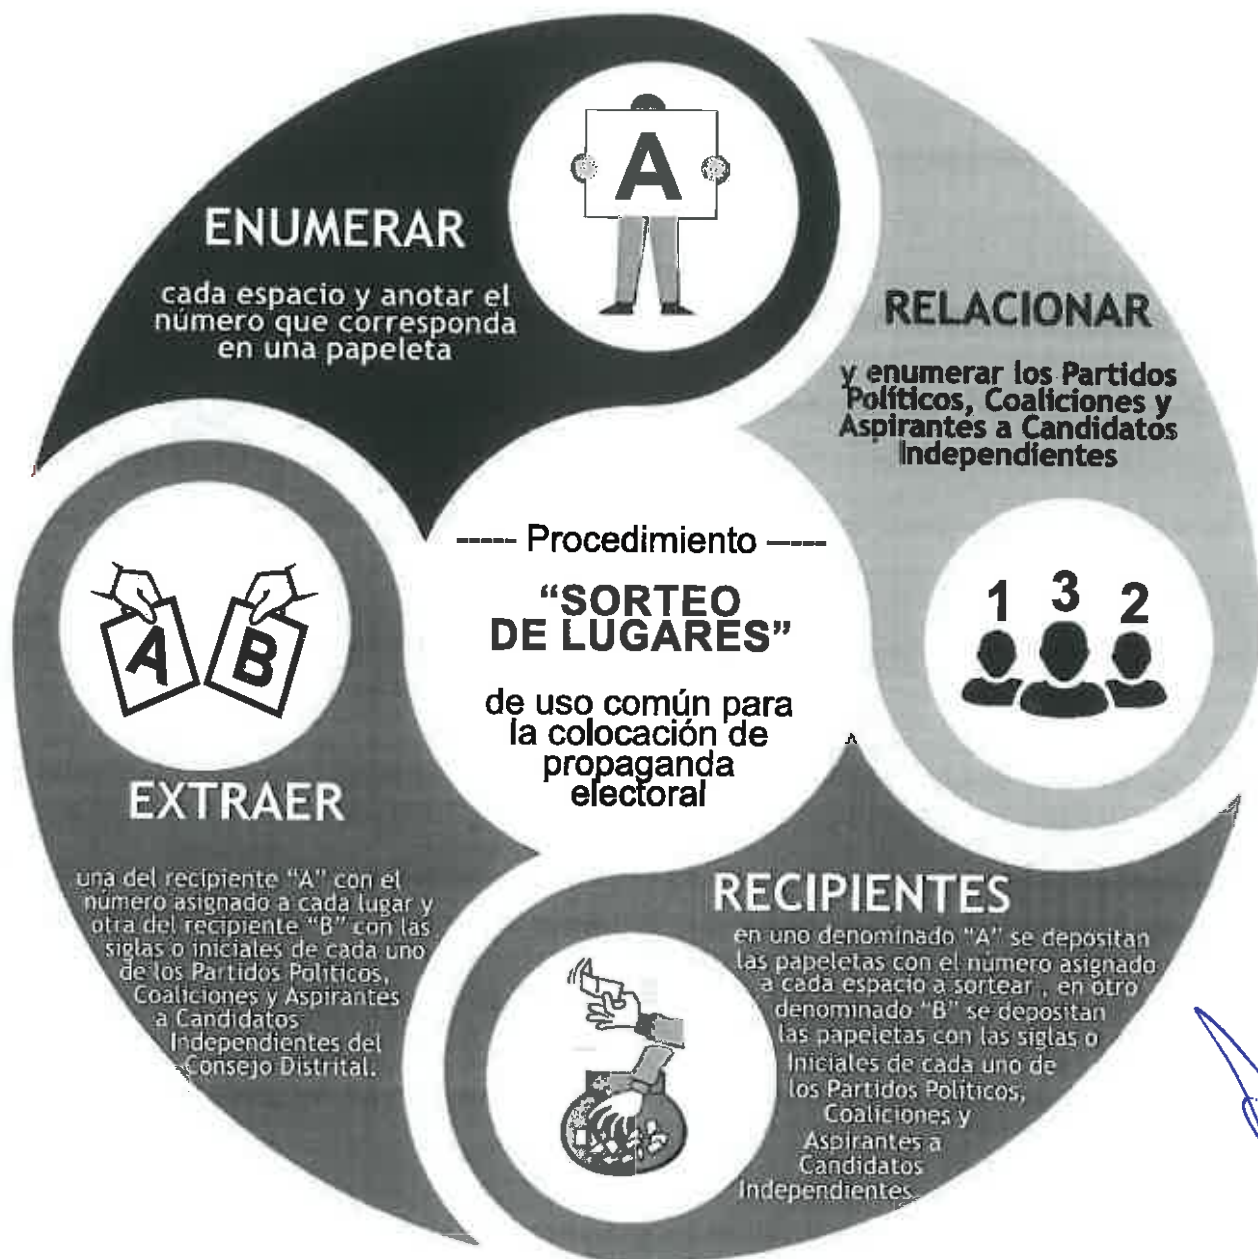 A
ENUMERAR
cada espacio y anotar el
número que corresponda
en una papeleta
RELACIONAR
y enumerar los Partidos
Políticos, Coaliciones y
Aspirantes a Candidatos
Independientes
1 3 2
----- Procedimiento -----
“SORTEO
DE LUGARES”
de uso común para
la colocación de
propaganda
electoral
RECIPIENTES
en uno denominado “A” se depositan
las papeletas con el número asignado
a cada espacio a sortear , en otro
denominado “B” se depositan
las papeletas con las siglas o
Iniciales de cada uno de
los Partidos Políticos,
Coaliciones y
Aspirantes a
Candidatos
Independientes.
A B
EXTRAER
una del recipiente “A” con el
número asignado a cada lugar y
otra del recipiente “B” con las
siglas o iniciales de cada uno
de los Partidos Políticos,
Coaliciones y Aspirantes
a Candidatos
Independientes del
Consejo Distrital.